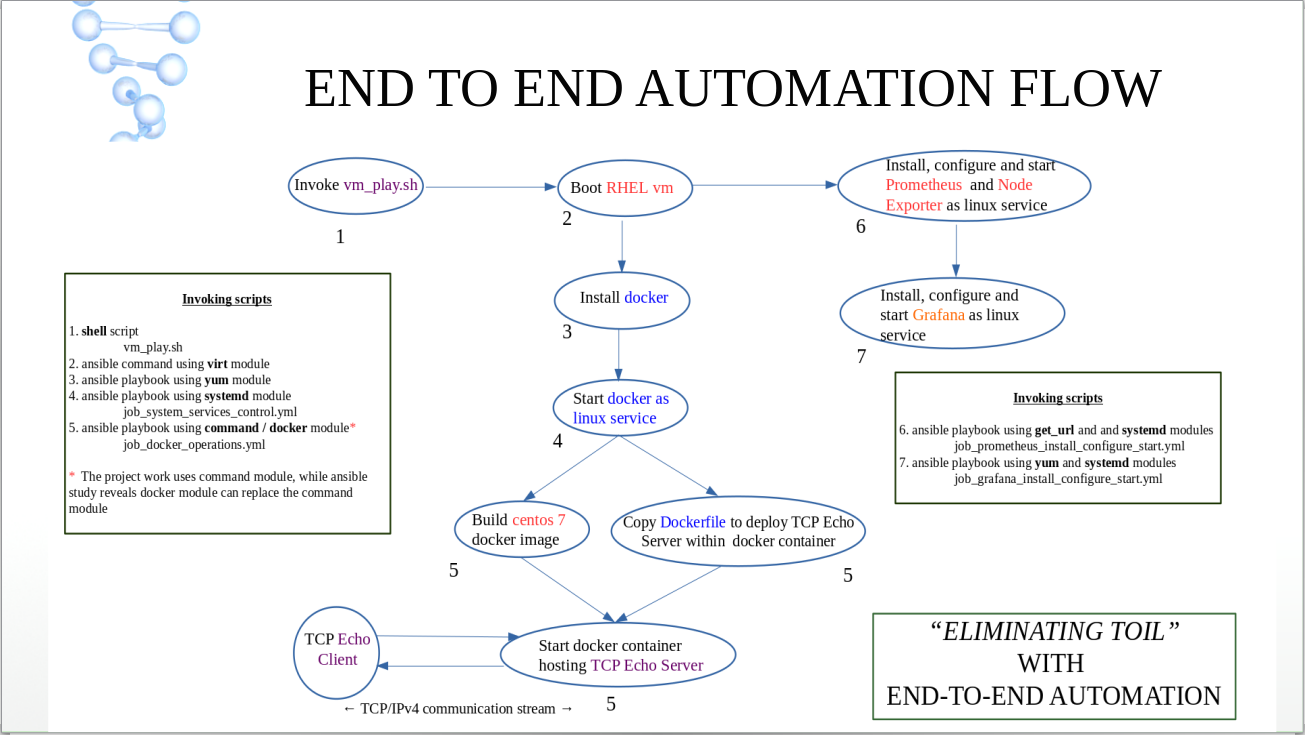 END TO END AUTOMATION FLOW
Invoke vm_play.sh
1
Boot RHEL vm
2
Install, configure and start
Prometheus and Node
Exporter as linux service
6
Install docker
3
Install, configure and
start Grafana as linux
service
7
Invoking scripts
1. shell script
vm_play.sh
2. ansible command using virt module
3. ansible playbook using yum module
4. ansible playbook using systemd module
job_system_services_control.yml
5. ansible playbook using command / docker module*
job_docker_operations.yml
* The project work uses command module, while ansible
study reveals docker module can replace the command
module
Start docker as
linux service
4
Invoking scripts
6. ansible playbook using get_url and and systemd modules
job_prometheus_install_configure_start.yml
7. ansible playbook using yum and systemd modules
job_grafana_install_configure_start.yml
Build centos 7
docker image
5
Copy Dockerfile to deploy TCP Echo
Server within docker container
5
TCP Echo
Client
Start docker container
hosting TCP Echo Server
5
← TCP/IPv4 communication stream →
“ELIMINATING TOIL”
WITH
END-TO-END AUTOMATION